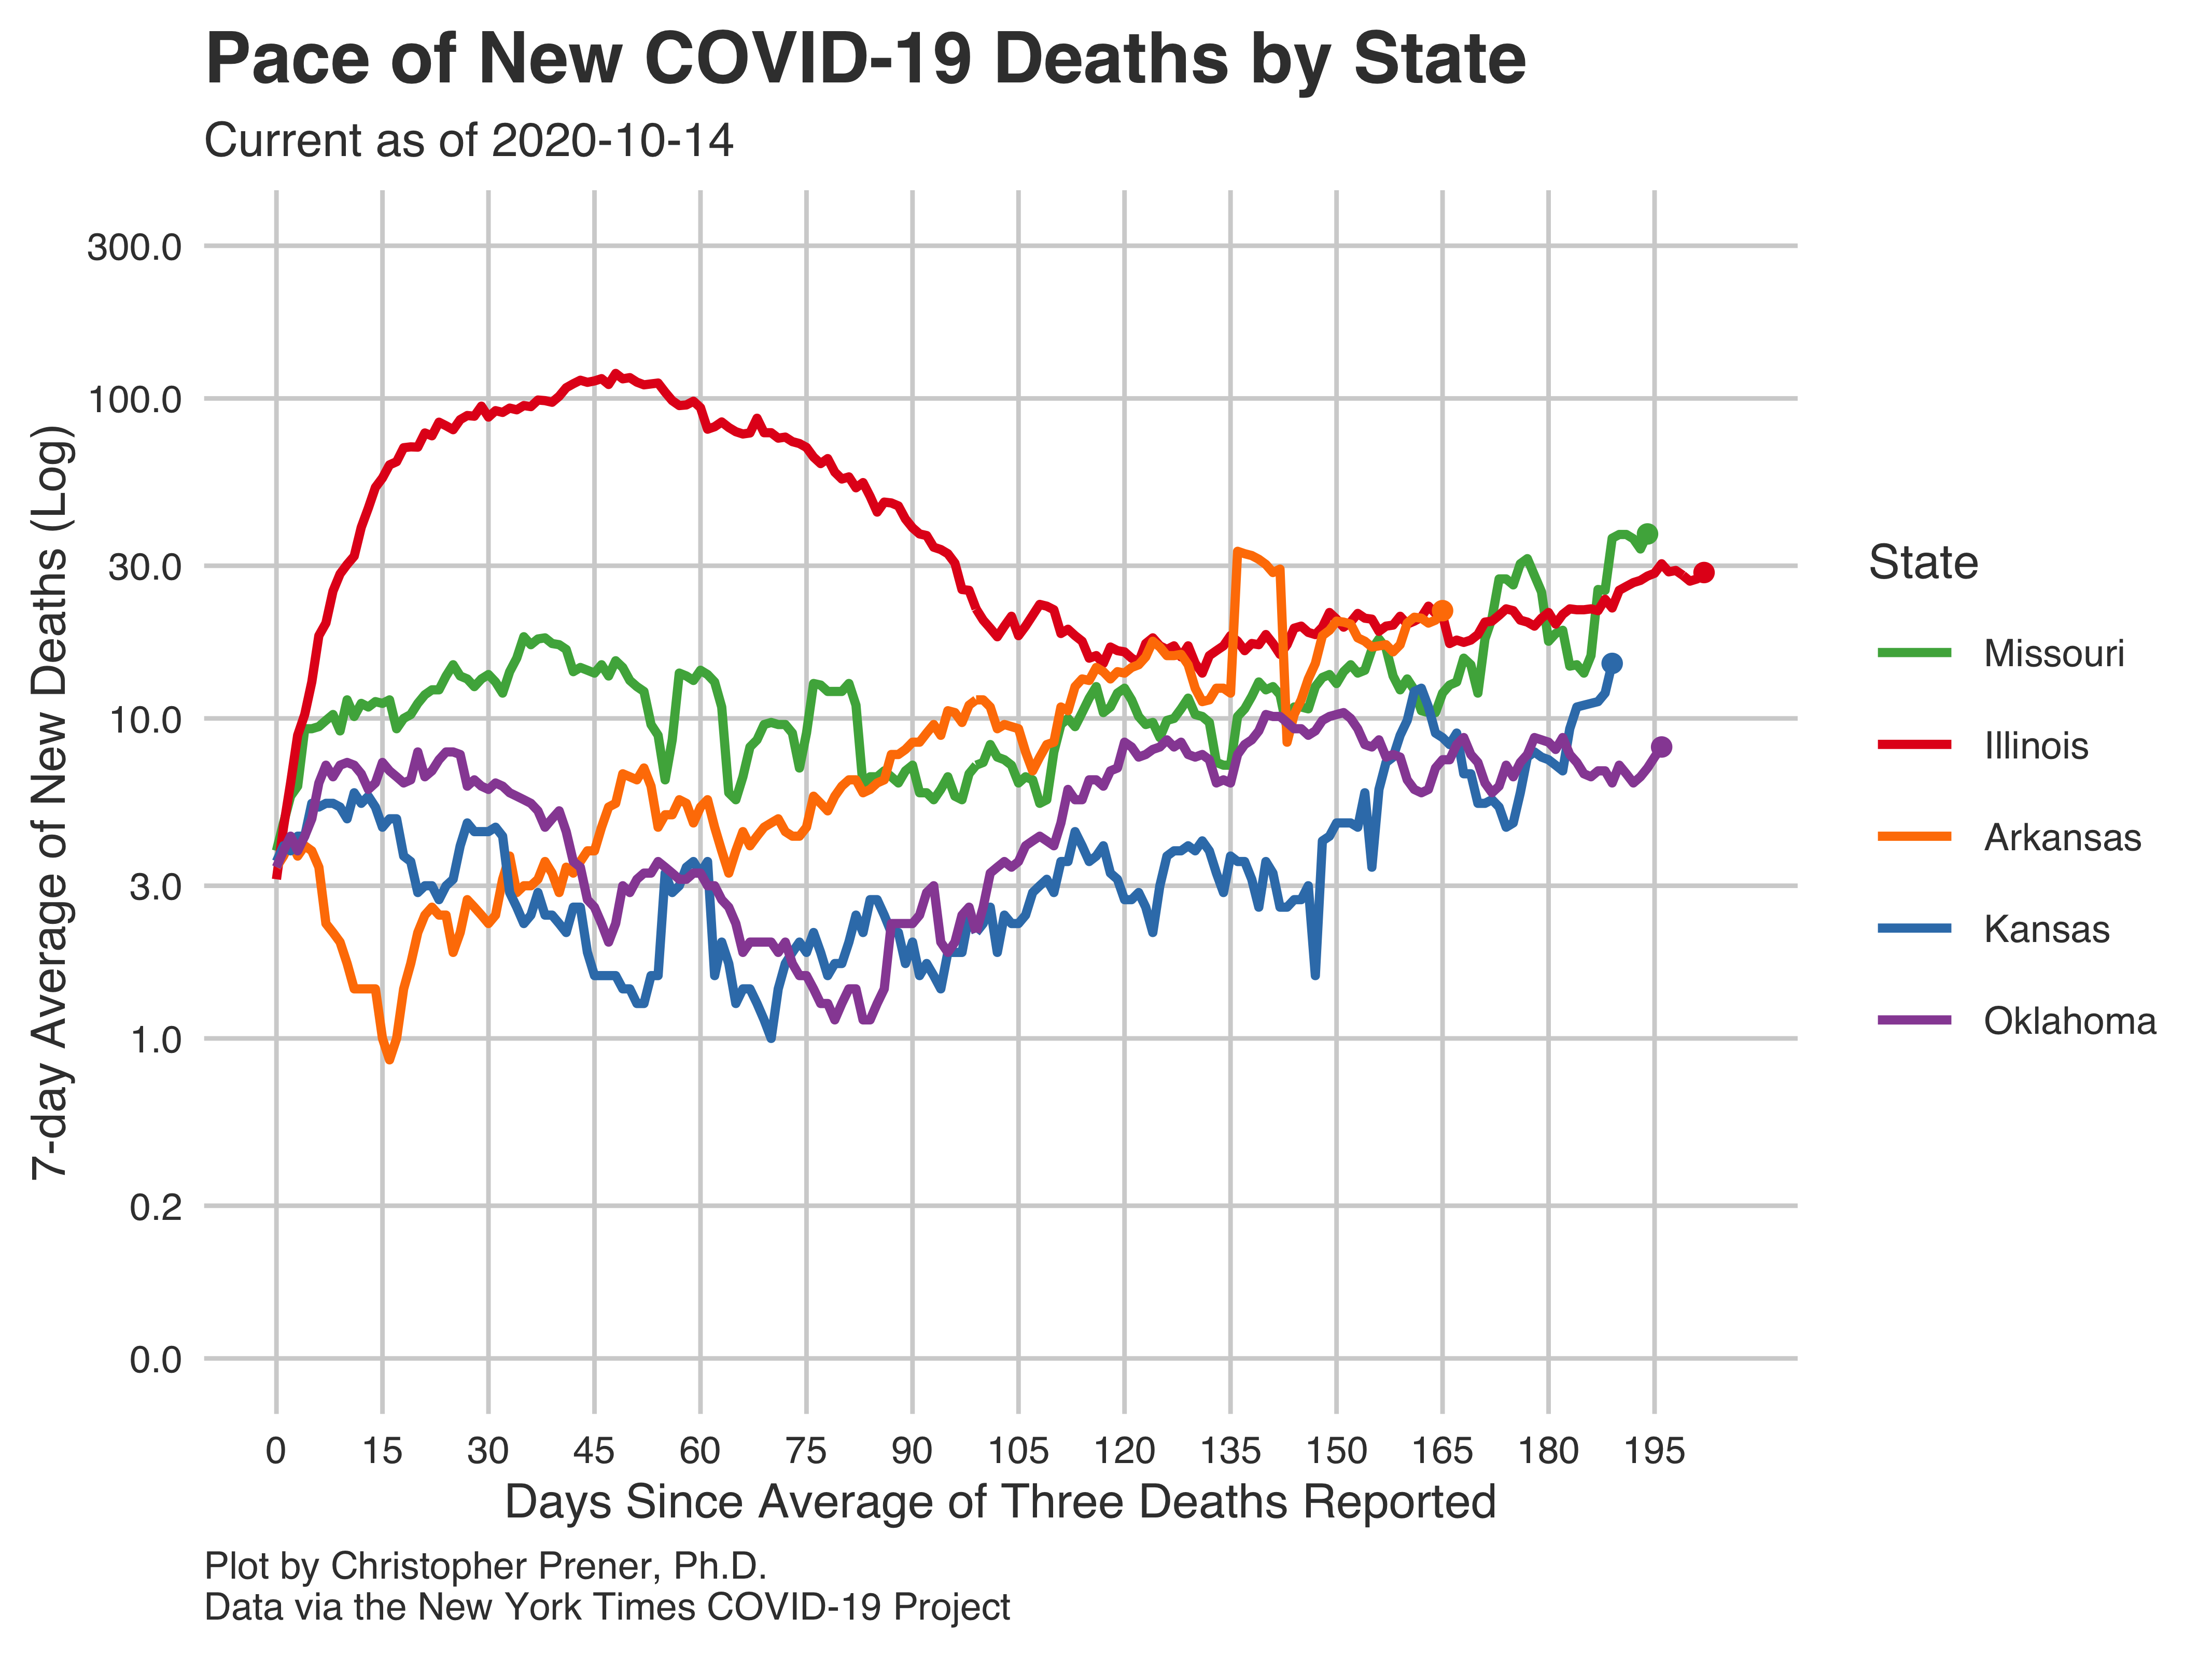 Pace of New COVID-19 Deaths by State
Current as of 2020-10-14
7-day Average of New Deaths (Log)
300.0
100.0
30.0
10.0
3.0
1.0
0.2
0.0
0 15 30 45 60 75 90 105 120 135 150 165 180 195
Days Since Average of Three Deaths Reported
State
Missouri
Illinois
Arkansas
Kansas
Oklahoma
Plot by Christopher Prener, Ph.D.
Data via the New York Times COVID-19 Project